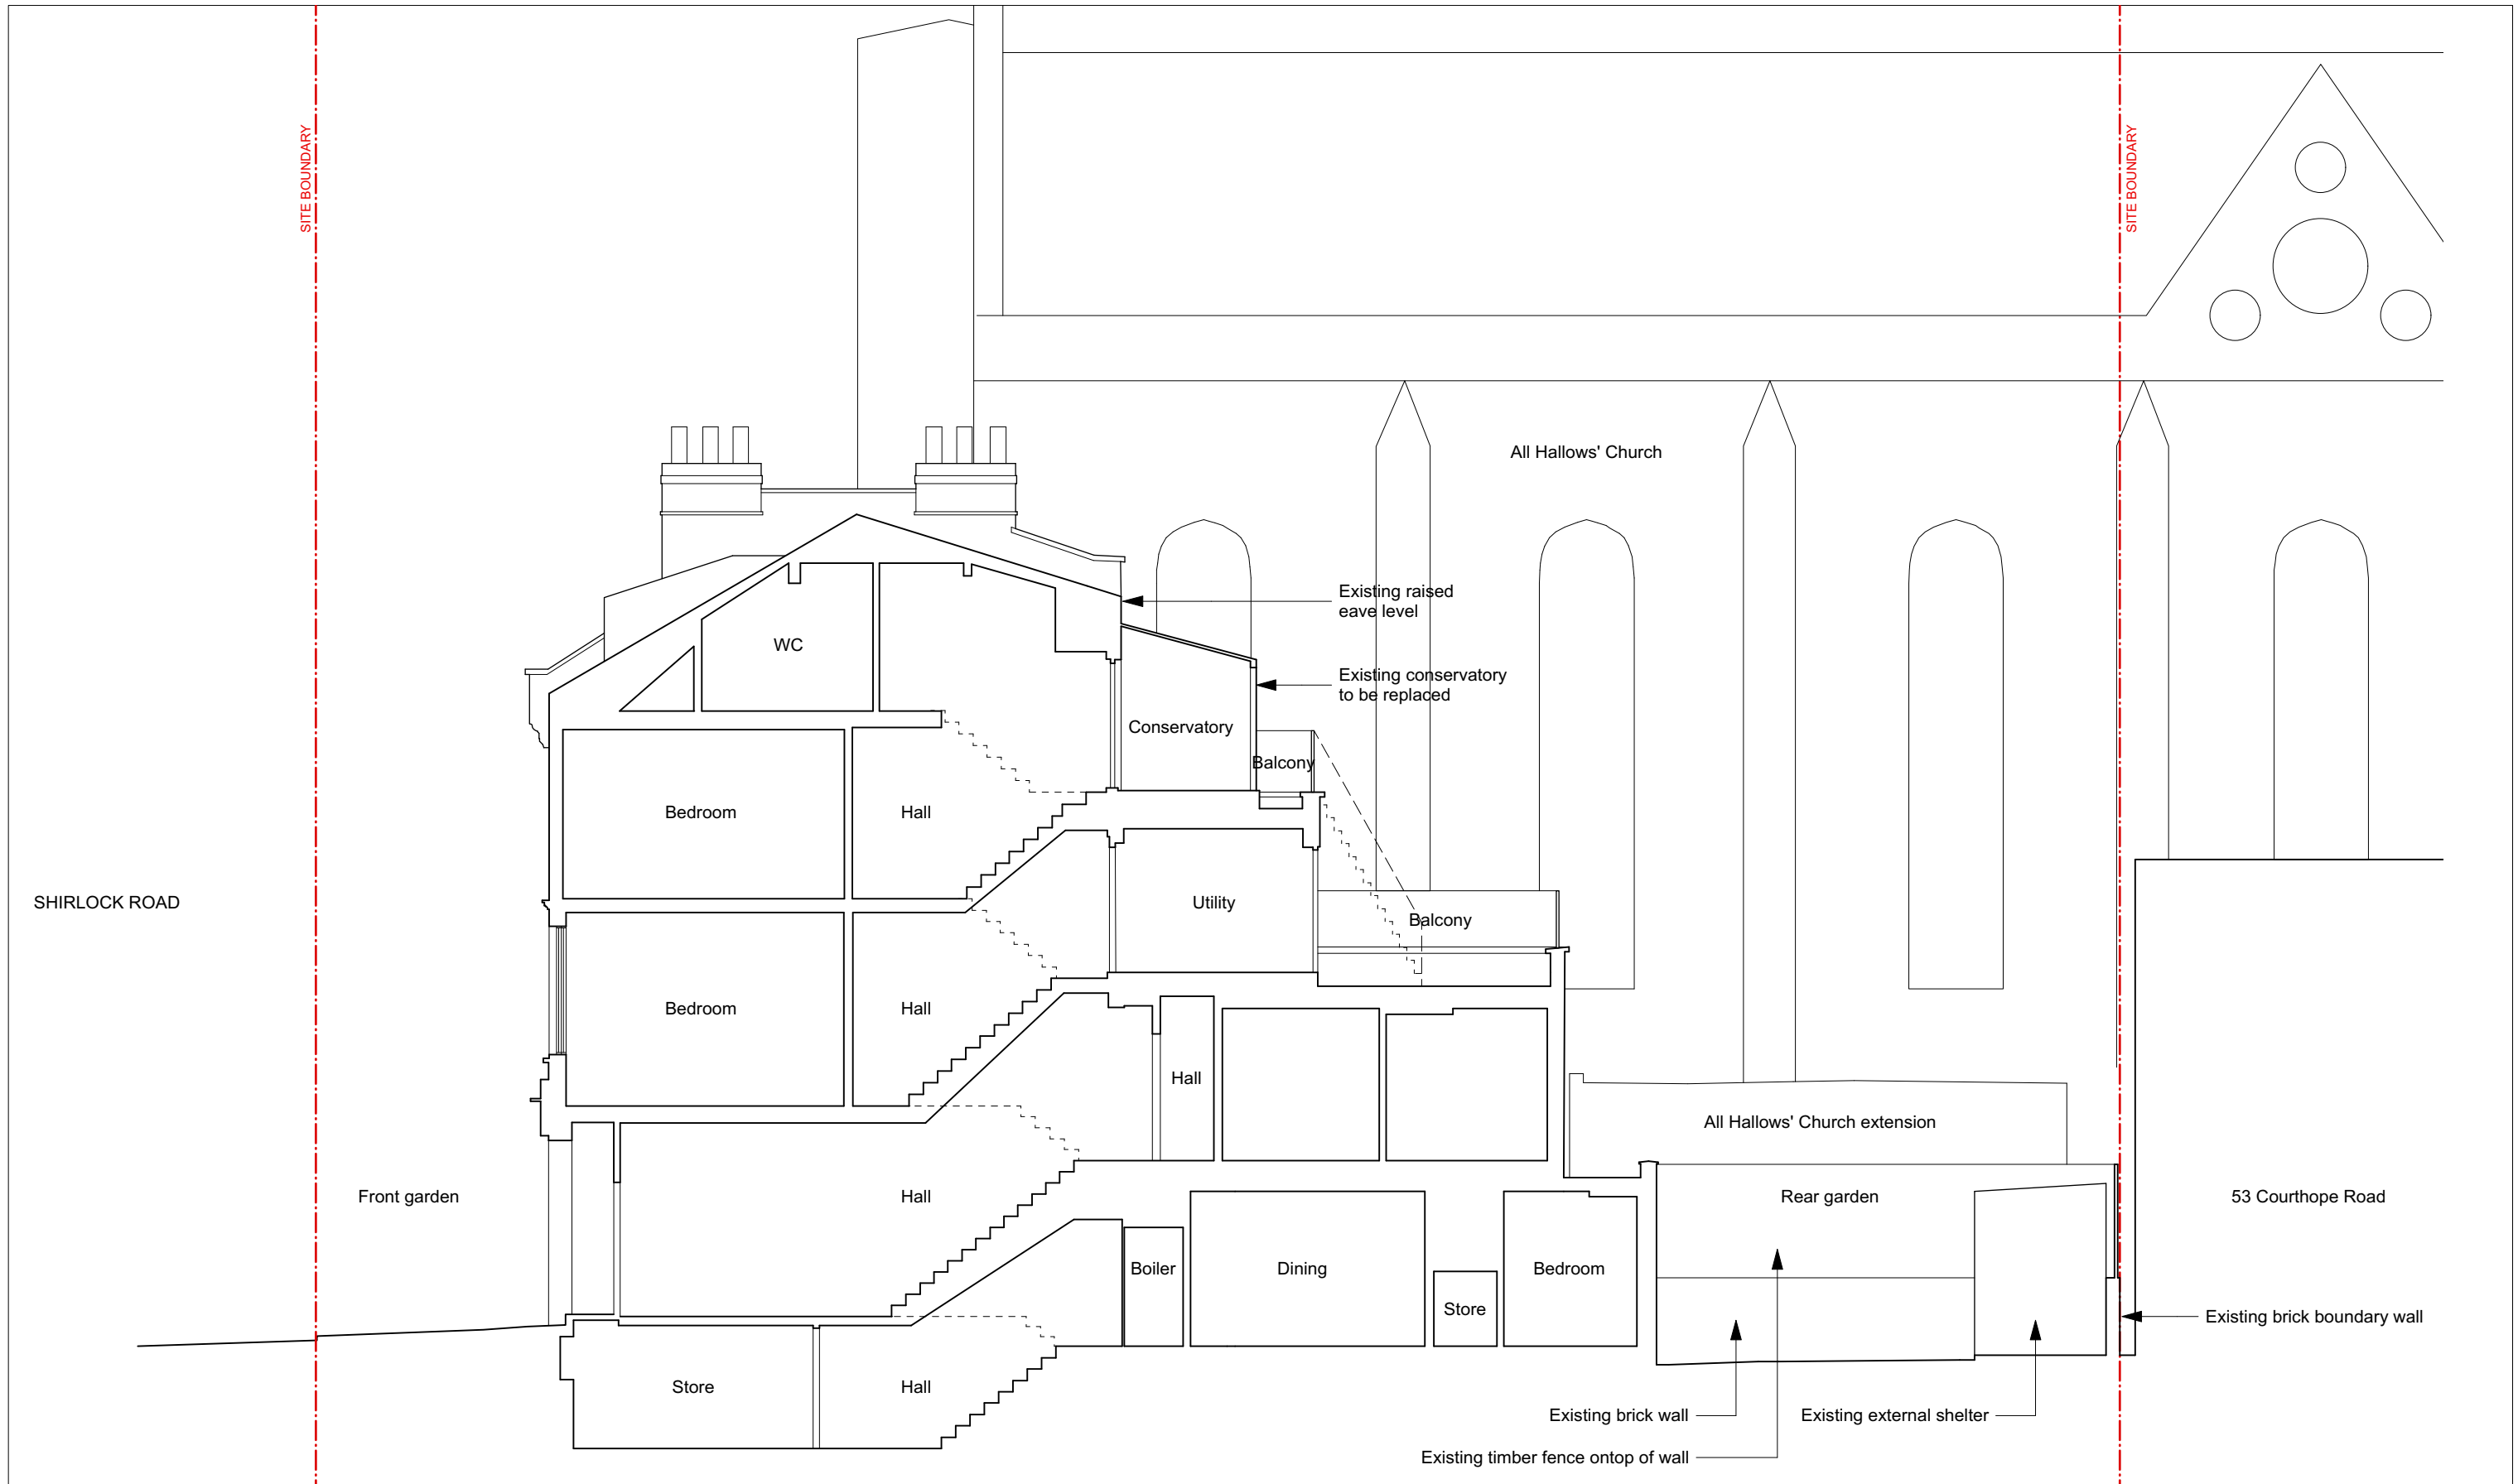 SITE BOUNDARY
SITE BOUNDARY
All Hallows' Church
Existing raised
eave level
WC
Existing conservatory
to be replaced
Conservatory
Balcony
Bedroom
Hall
SHIRLOCK ROAD
Utility
Balcony
Bedroom
Hall
Hall
All Hallows' Church extension
Front garden
Hall
Rear garden
53 Courthope Road
Boiler
Dining
Bedroom
Store
Existing brick boundary wall
Store
Hall
Existing brick wall
Existing external shelter
Existing timber fence ontop of wall